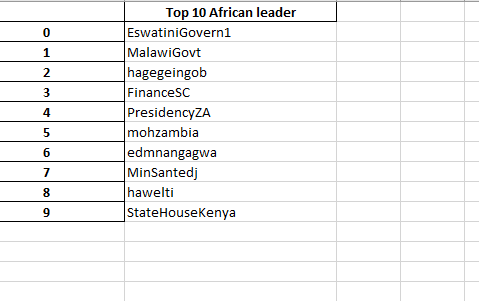 Top 10 African leader
0 EswatiniGovern1
1 MalawiGovt
2 hagegeingob
3 FinanceSC
4 PresidencyZA
5 mohzambia
6 edmnangagwa
7 MinSantedj
8 hawelti
9 StateHouseKenya